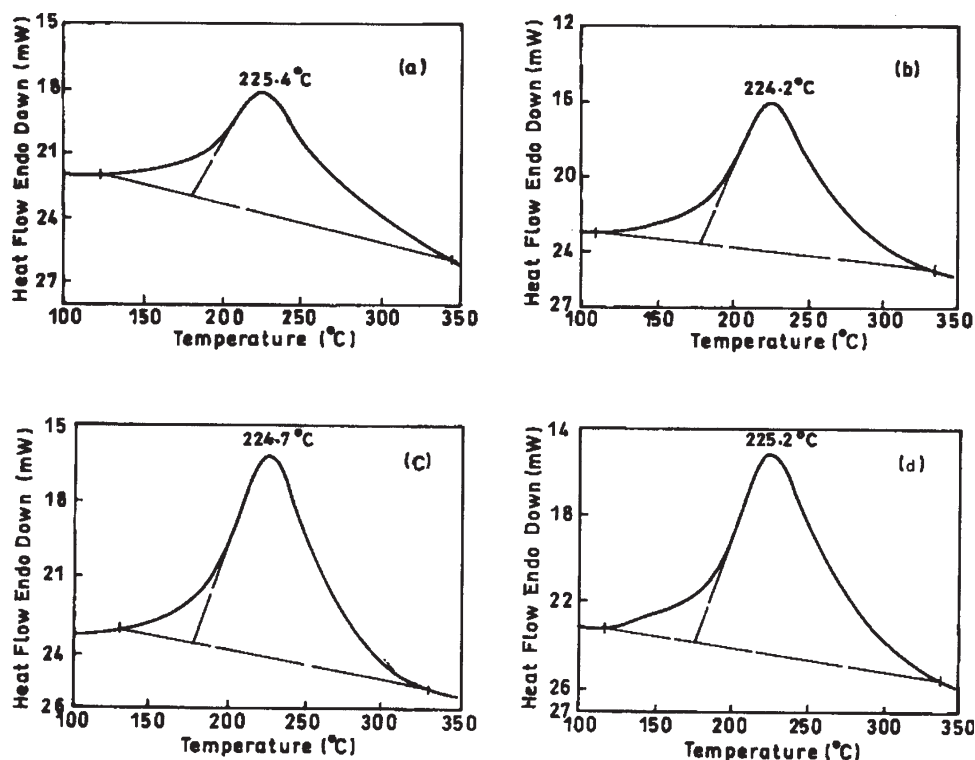 15
18
21
24
27
Heat Flow Endo Down (mW)
225.4°C
(a)
100 150 200 250 300 350
Temperature (°C)
12
16
20
24
27
Heat Flow Endo Down (mW)
224.2°C
(b)
100 150 200 250 300 350
Temperature (°C)
15
18
21
24
26
Heat Flow Endo Down (mW)
224.7°C
(C)
100 150 200 250 300 350
Temperature (°C)
14
18
22
26
27
Heat Flow Endo Down (mW)
225.2°C
(d)
100 150 200 250 300 350
Temperature (°C)